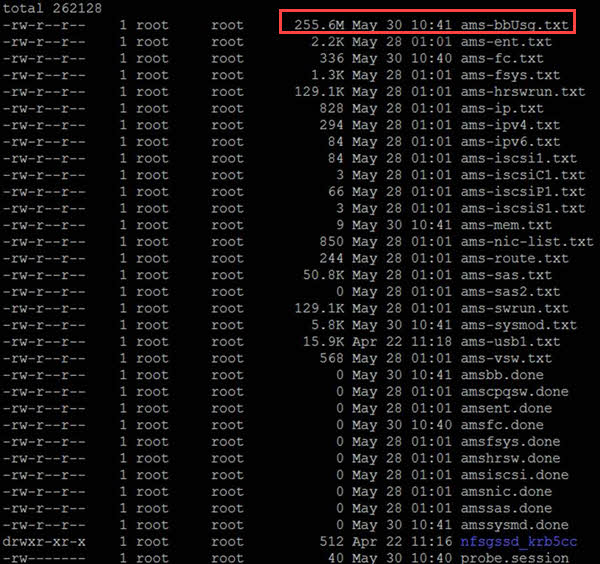 total 262128
-rw-r--r-- 1 root root 255.6M May 30 10:41 ams-bbUsg.txt
-rw-r--r-- 1 root root 2.2K May 28 01:01 ams-ent.txt
-rw-r--r-- 1 root root 336 May 30 10:40 ams-fc.txt
-rw-r--r-- 1 root root 1.3K May 28 01:01 ams-fsys.txt
-rw-r--r-- 1 root root 129.1K May 28 01:01 ams-hrswrun.txt
-rw-r--r-- 1 root root 828 May 28 01:01 ams-ip.txt
-rw-r--r-- 1 root root 294 May 28 01:01 ams-ipv4.txt
-rw-r--r-- 1 root root 84 May 28 01:01 ams-ipv6.txt
-rw-r--r-- 1 root root 84 May 28 01:01 ams-iscsi1.txt
-rw-r--r-- 1 root root 3 May 28 01:01 ams-iscsiC1.txt
-rw-r--r-- 1 root root 66 May 28 01:01 ams-iscsiP1.txt
-rw-r--r-- 1 root root 3 May 28 01:01 ams-iscsiS1.txt
-rw-r--r-- 1 root root 9 May 30 10:41 ams-mem.txt
-rw-r--r-- 1 root root 850 May 28 01:01 ams-nic-list.txt
-rw-r--r-- 1 root root 244 May 28 01:01 ams-route.txt
-rw-r--r-- 1 root root 50.8K May 28 01:01 ams-sas.txt
-rw-r--r-- 1 root root 0 May 28 01:01 ams-sas2.txt
-rw-r--r-- 1 root root 129.1K May 28 01:01 ams-swrun.txt
-rw-r--r-- 1 root root 5.8K May 30 10:41 ams-sysmod.txt
-rw-r--r-- 1 root root 15.9K Apr 22 11:18 ams-usb1.txt
-rw-r--r-- 1 root root 568 May 28 01:01 ams-vsw.txt
-rw-r--r-- 1 root root 0 May 30 10:41 amsbb.done
-rw-r--r-- 1 root root 0 May 28 01:01 amscpqsw.done
-rw-r--r-- 1 root root 0 May 28 01:01 amsent.done
-rw-r--r-- 1 root root 0 May 30 10:40 amsfc.done
-rw-r--r-- 1 root root 0 May 28 01:01 amsfsys.done
-rw-r--r-- 1 root root 0 May 28 01:01 amshrsw.done
-rw-r--r-- 1 root root 0 May 28 01:01 amsiscsi.done
-rw-r--r-- 1 root root 0 May 28 01:01 amsnic.done
-rw-r--r-- 1 root root 0 May 28 01:01 amssas.done
-rw-r--r-- 1 root root 0 May 30 10:41 amssysmd.done
drwxr-xr-x 1 root root 512 Apr 22 11:16 nfsgssd_krb5cc
-rw------- 1 root root 40 May 30 10:40 probe.session